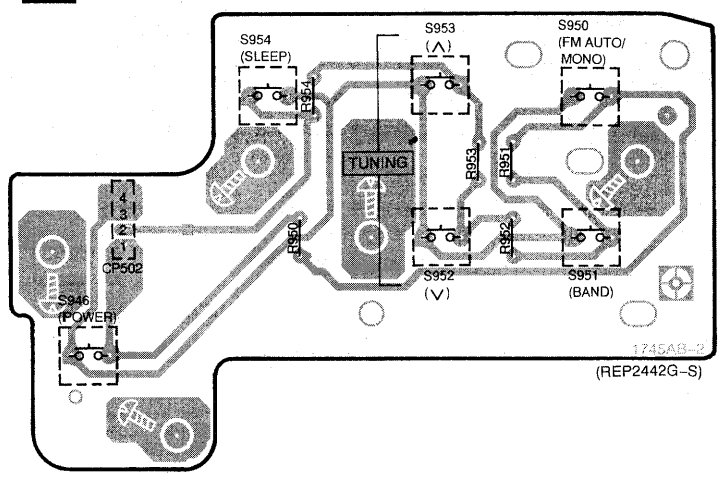 S954
(SLEEP)
S953
(∧)
S950
(FM AUTO/
MONO)
R954
TUNING
R953
R951
4
3
2
1
CP502
R950
R952
S952
(∨)
S951
(BAND)
S946
(POWER)
1745AB-2
(REP2442G-S)